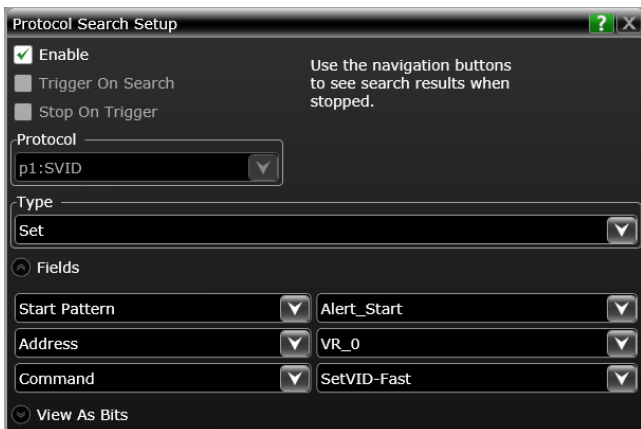 Protocol Search Setup ? X
Enable
Use the navigation buttons
to see search results when
stopped.
Trigger On Search
Stop On Trigger
Protocol
p1:SVID
Type
Set
Fields
Start Pattern Alert_Start
Address VR_0
Command SetVID-Fast
View As Bits